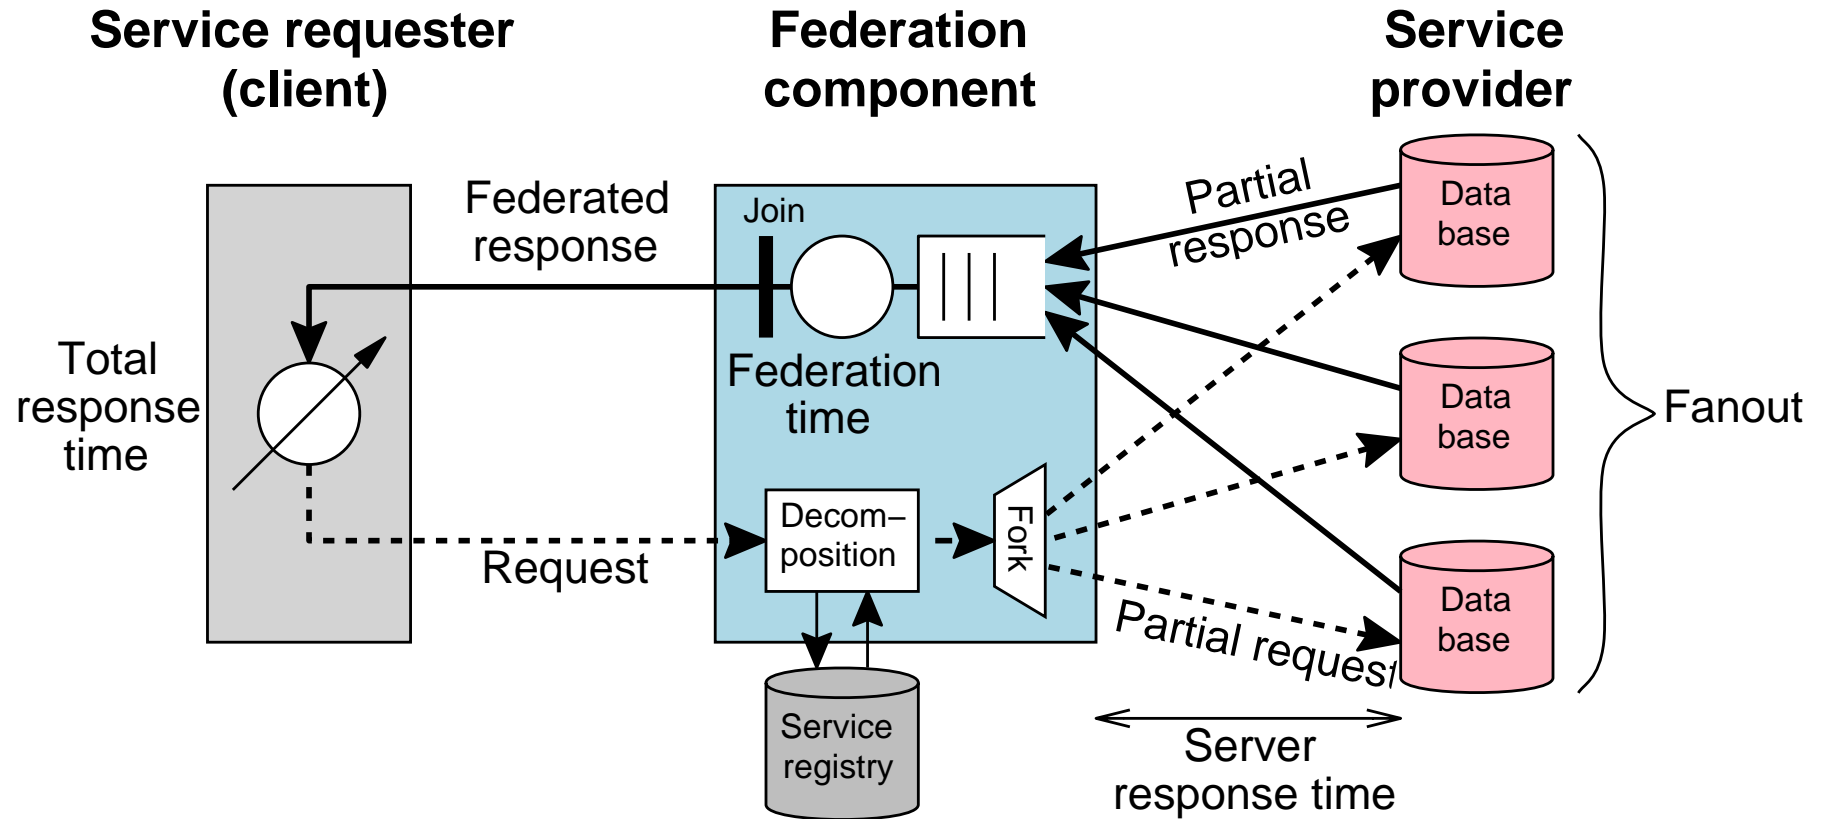 Service requester
(client)
Federation
component
Service
provider
Federated
response
Join
Partial
response
Data
base
Total
response
time
Federation
time
Data
base
Fanout
Request
Decom–
position
Fork
Data
base
Partial request
Service
registry
Server
response time